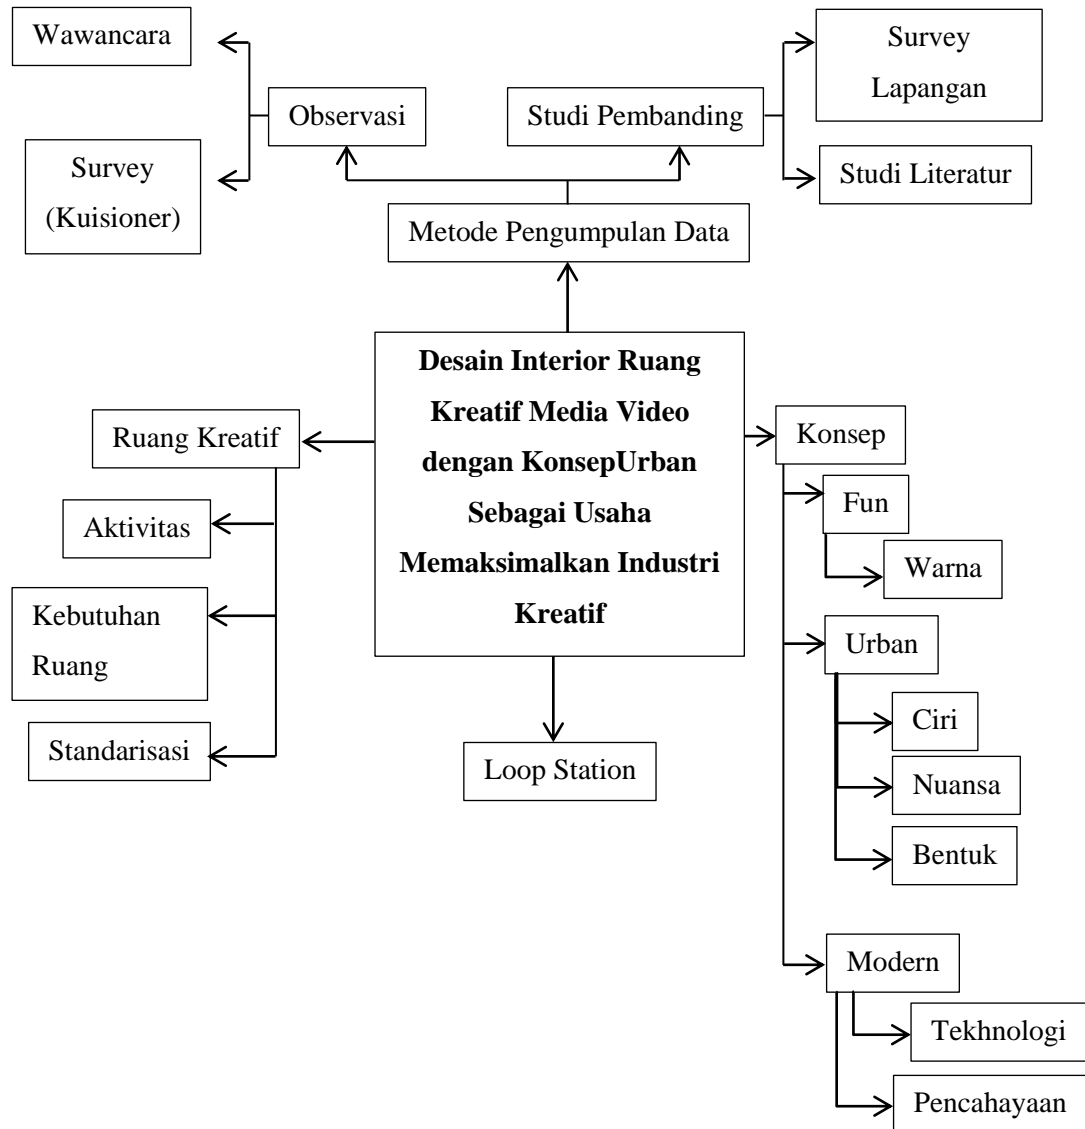 Wawancara
Survey
Lapangan
Observasi
Studi Pembanding
Survey
(Kuisioner)
Studi Literatur
Metode Pengumpulan Data
Desain Interior Ruang
Kreatif Media Video
dengan KonsepUrban
Sebagai Usaha
Memaksimalkan Industri
Kreatif
Ruang Kreatif
Aktivitas
Kebutuhan
Ruang
Standarisasi
Loop Station
Konsep
Fun
Warna
Urban
Ciri
Nuansa
Bentuk
Modern
Tekhnologi
Pencahayaan